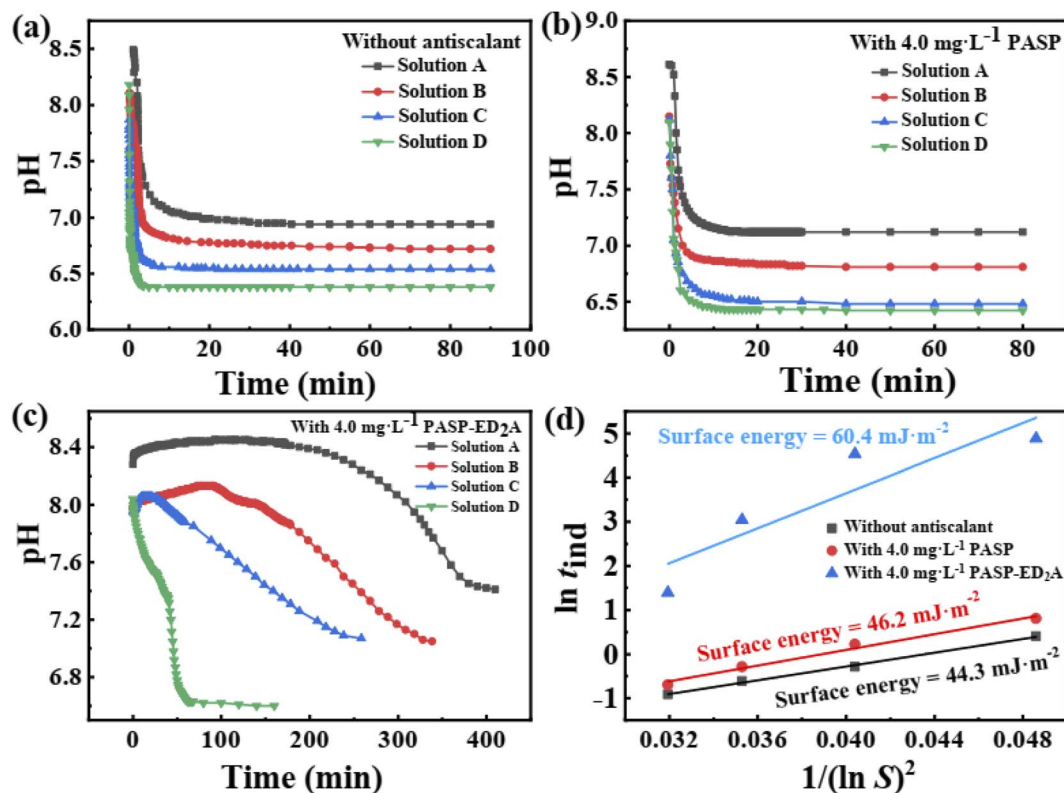 (a)
Without antiscalant
Solution A
Solution B
Solution C
Solution D
pH
8.5
8.0
7.5
7.0
6.5
6.0
0 20 40 60 80 100
Time (min)
(b)
With 4.0 mg·L⁻¹ PASP
Solution A
Solution B
Solution C
Solution D
pH
9.0
8.5
8.0
7.5
7.0
6.5
0 20 40 60 80
Time (min)
(c)
With 4.0 mg·L⁻¹ PASP-ED₂A
Solution A
Solution B
Solution C
Solution D
pH
8.4
8.0
7.6
7.2
6.8
0 100 200 300 400
Time (min)
(d)
Surface energy = 60.4 mJ·m⁻²
Without antiscalant
With 4.0 mg·L⁻¹ PASP
With 4.0 mg·L⁻¹ PASP-ED₂A
Surface energy = 46.2 mJ·m⁻²
Surface energy = 44.3 mJ·m⁻²
ln t_ind
5
4
3
2
1
0
-1
0.032 0.036 0.040 0.044 0.048
1/(ln S)²